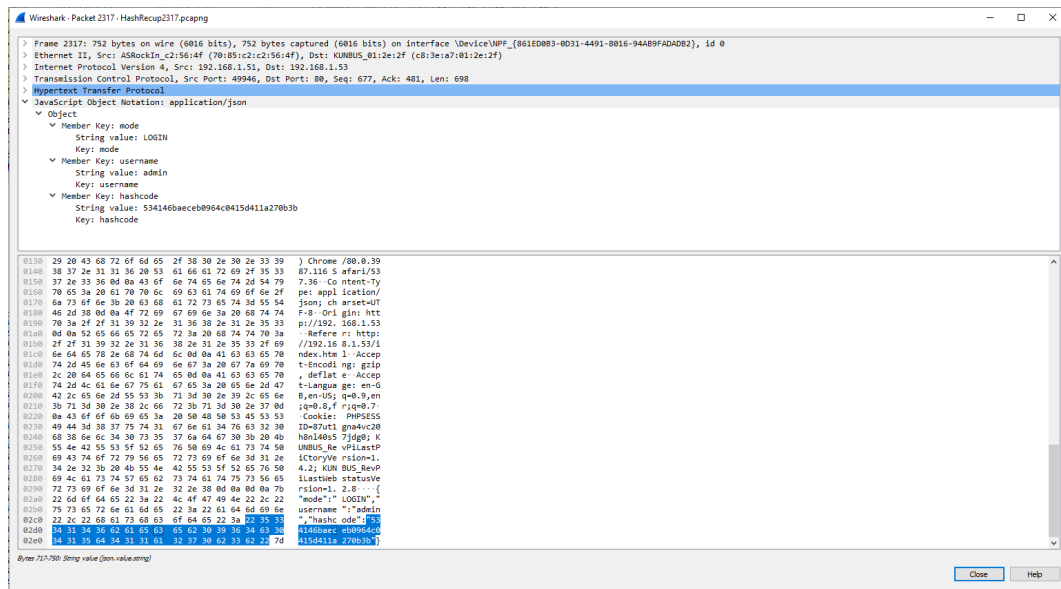 Wireshark · Packet 2317 · HashRecup2317.pcapng
> Frame 2317: 752 bytes on wire (6016 bits), 752 bytes captured (6016 bits) on interface \Device\NPF_{861ED0B3-0D31-4491-8016-94AB9FADADB2}, id 0
> Ethernet II, Src: ASRockIn_c2:56:4f (70:85:c2:c2:56:4f), Dst: KUNBUS_01:2e:2f (c8:3e:a7:01:2e:2f)
> Internet Protocol Version 4, Src: 192.168.1.51, Dst: 192.168.1.53
> Transmission Control Protocol, Src Port: 49946, Dst Port: 80, Seq: 677, Ack: 481, Len: 698
> Hypertext Transfer Protocol
JavaScript Object Notation: application/json
Object
Member Key: mode
String value: LOGIN
Key: mode
Member Key: username
String value: admin
Key: username
Member Key: hashcode
String value: 534146baeceb0964c0415d411a270b3b
Key: hashcode
0130 29 20 43 68 72 6f 6d 65 2f 38 30 2e 30 2e 33 39 ) Chrome /80.0.39
0140 38 37 2e 31 31 36 20 53 61 66 61 72 69 2f 35 33 87.116 S afari/53
0150 37 2e 33 36 0d 0a 43 6f 6e 74 65 6e 74 2d 54 79 7.36··Co ntent-Ty
0160 70 65 3a 20 61 70 70 6c 69 63 61 74 69 6f 6e 2f pe: appl ication/
0170 6a 73 6f 6e 3b 20 63 68 61 72 73 65 74 3d 55 54 json; ch arset=UT
0180 46 2d 38 0d 0a 4f 72 69 67 69 6e 3a 20 68 74 74 F-8··Ori gin: htt
0190 70 3a 2f 2f 31 39 32 2e 31 36 38 2e 31 2e 35 33 p://192. 168.1.53
01a0 0d 0a 52 65 66 65 72 65 72 3a 20 68 74 74 70 3a ··Refere r: http:
01b0 2f 2f 31 39 32 2e 31 36 38 2e 31 2e 35 33 2f 69 //192.16 8.1.53/i
01c0 6e 64 65 78 2e 68 74 6d 6c 0d 0a 41 63 63 65 70 ndex.htm l··Accep
01d0 74 2d 45 6e 63 6f 64 69 6e 67 3a 20 67 7a 69 70 t-Encodi ng: gzip
01e0 2c 20 64 65 66 6c 61 74 65 0d 0a 41 63 63 65 70 , deflat e··Accep
01f0 74 2d 4c 61 6e 67 75 61 67 65 3a 20 65 6e 2d 47 t-Langua ge: en-G
0200 42 2c 65 6e 2d 55 53 3b 71 3d 30 2e 39 2c 65 6e B,en-US; q=0.9,en
0210 3b 71 3d 30 2e 38 2c 66 72 3b 71 3d 30 2e 37 0d ;q=0.8,f r;q=0.7·
0220 0a 43 6f 6f 6b 69 65 3a 20 50 48 50 53 45 53 53 ·Cookie: PHPSESS
0230 49 44 3d 38 37 75 74 31 67 6e 61 34 76 63 32 30 ID=87ut1 gna4vc20
0240 68 38 6e 6c 34 30 73 35 37 6a 64 67 30 3b 20 4b h8nl40s5 7jdg0; K
0250 55 4e 42 55 53 5f 52 65 76 50 69 4c 61 73 74 50 UNBUS_Re vPiLastP
0260 69 43 74 6f 72 79 56 65 72 73 69 6f 6e 3d 31 2e iCtoryVe rsion=1.
0270 34 2e 32 3b 20 4b 55 4e 42 55 53 5f 52 65 76 50 4.2; KUN BUS_RevP
0280 69 4c 61 73 74 57 65 62 73 74 61 74 75 73 56 65 iLastWeb statusVe
0290 72 73 69 6f 6e 3d 31 2e 32 2e 38 0d 0a 0d 0a 7b rsion=1. 2.8····{
02a0 22 6d 6f 64 65 22 3a 22 4c 4f 47 49 4e 22 2c 22 "mode":" LOGIN","
02b0 75 73 65 72 6e 61 6d 65 22 3a 22 61 64 6d 69 6e username ":"admin
02c0 22 2c 22 68 61 73 68 63 6f 64 65 22 3a 22 35 33 ","hashc ode":"53
02d0 34 31 34 36 62 61 65 63 65 62 30 39 36 34 63 30 4146baec eb0964c0
02e0 34 31 35 64 34 31 31 61 32 37 30 62 33 62 22 7d 415d411a 270b3b"}
Bytes 717-750: String value (json.value.string)
Close Help